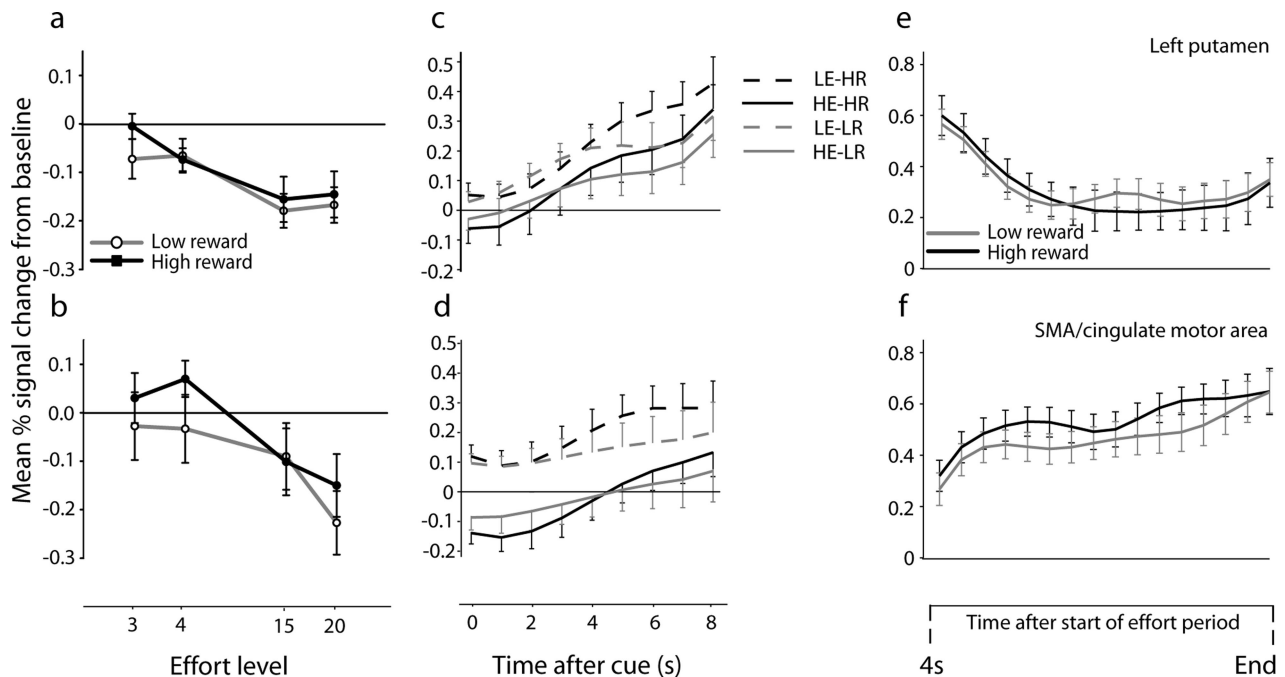 a
0.1
0
-0.1
-0.2
-0.3
Low reward
High reward
b
0.1
0.0
-0.1
-0.2
-0.3
Mean % signal change from baseline
3
4
15
20
Effort level
c
0.5
0.4
0.3
0.2
0.1
0
-0.1
0.2
LE-HR
HE-HR
LE-LR
HE-LR
d
0.5
0.4
0.3
0.2
0.1
0
-0.1
-0.2
0
2
4
6
8
Time after cue (s)
e
Left putamen
0.8
0.6
0.4
0.2
0
Low reward
High reward
f
SMA/cingulate motor area
0.8
0.6
0.4
0.2
0
Time after start of effort period
4s
End